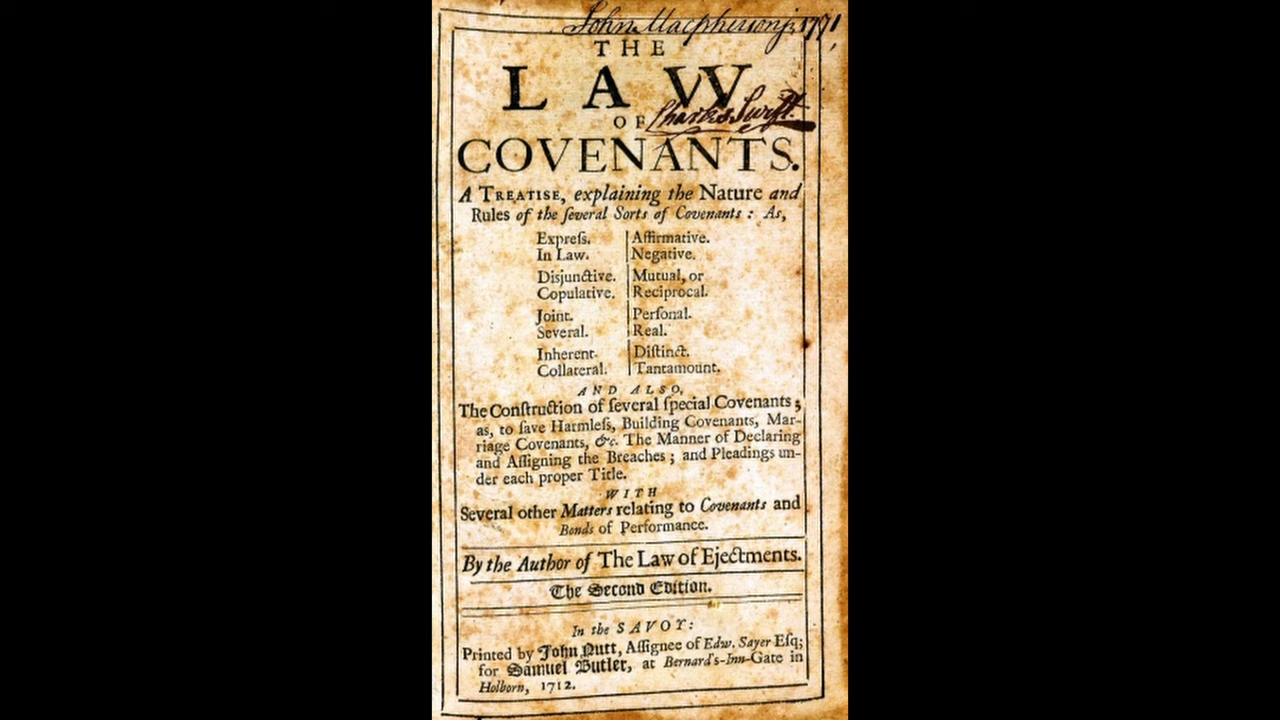 John Macpherson jr 1771
THE
LAW
OF
Charles Swift.
COVENANTS.
A TREATISE, explaining the Nature and
Rules of the ſeveral Sorts of Covenants : As,
Expreſs. | Affirmative.
In Law. | Negative.
Disjunctive. | Mutual, or
Copulative. | Reciprocal.
Joint. | Perſonal.
Several. | Real.
Inherent. | Diſtinct.
Collateral. | Tantamount.
AND ALSO,
The Conſtruction of ſeveral ſpecial Covenants ;
as, to ſave Harmleſs, Building Covenants, Mar-
riage Covenants, &c. The Manner of Declaring
and Aſſigning the Breaches ; and Pleadings un-
der each proper Title.
WITH
Several other Matters relating to Covenants and
Bonds of Performance.
By the Author of The Law of Ejectments.
The Second Edition.
In the SAVOY:
Printed by John Nutt, Aſſignee of Edw. Sayer Eſq;
for Samuel Butler, at Bernard's-Inn-Gate in
Holborn, 1712.